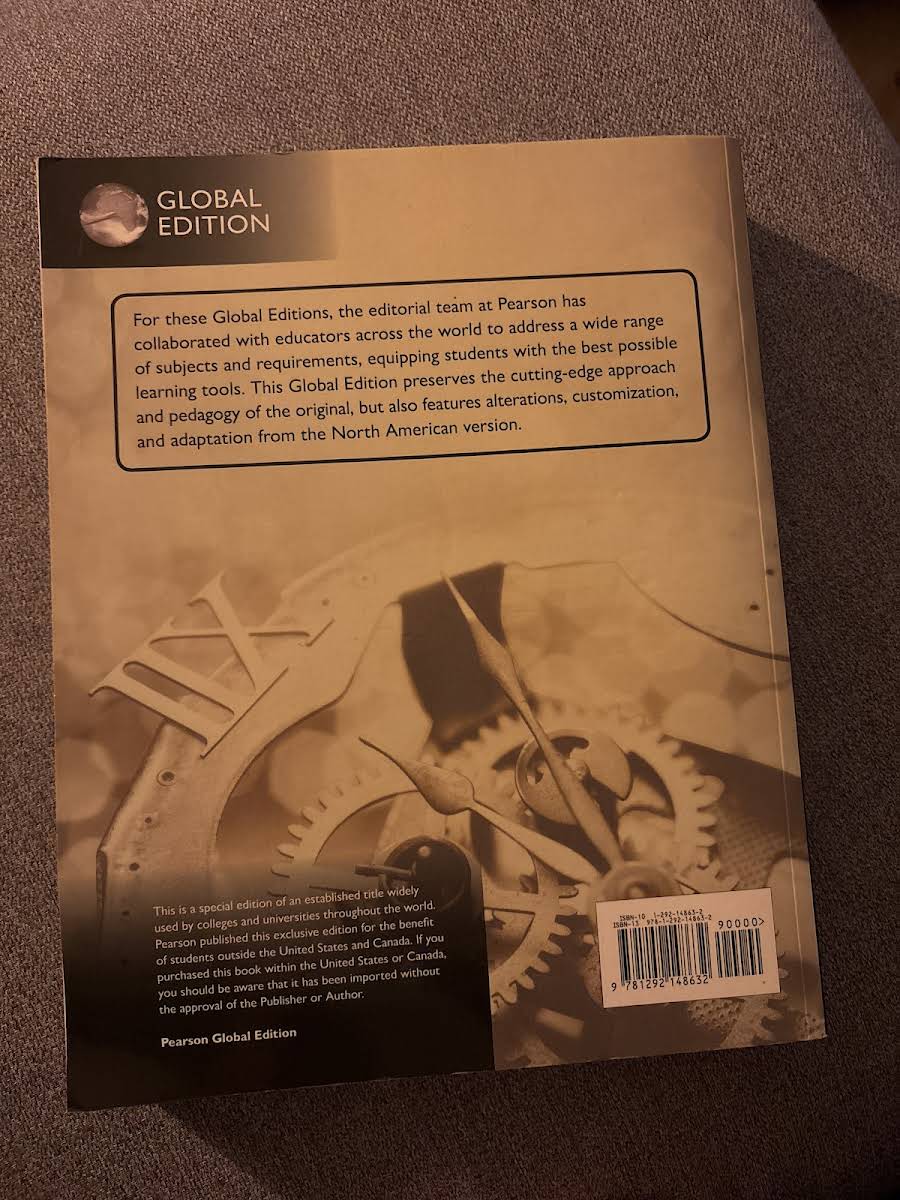 GLOBAL
EDITION
For these Global Editions, the editorial team at Pearson has
collaborated with educators across the world to address a wide range
of subjects and requirements, equipping students with the best possible
learning tools. This Global Edition preserves the cutting-edge approach
and pedagogy of the original, but also features alterations, customization,
and adaptation from the North American version.
IX
This is a special edition of an established title widely
used by colleges and universities throughout the world.
Pearson published this exclusive edition for the benefit
of students outside the United States and Canada. If you
purchased this book within the United States or Canada,
you should be aware that it has been imported without
the approval of the Publisher or Author.
Pearson Global Edition
ISBN-10 1-292-14863-2
ISBN-13 978-1-292-14863-2
90000>
9 781292 148632